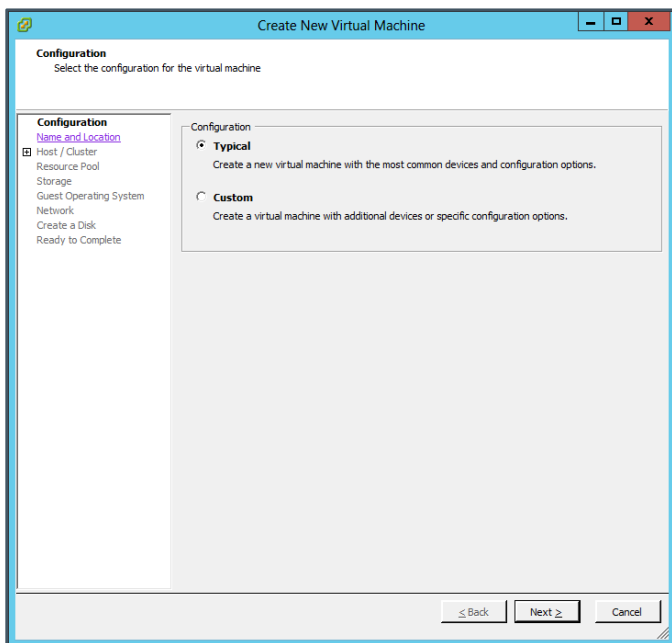 Create New Virtual Machine
Configuration
Select the configuration for the virtual machine
Configuration
Name and Location
Host / Cluster
Resource Pool
Storage
Guest Operating System
Network
Create a Disk
Ready to Complete
Configuration
Typical
Create a new virtual machine with the most common devices and configuration options.
Custom
Create a virtual machine with additional devices or specific configuration options.
< Back
Next >
Cancel